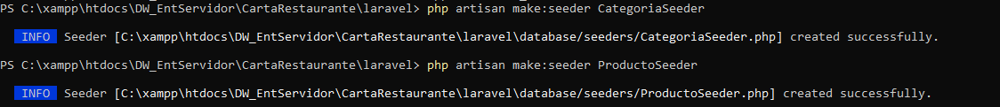 PS C:\xampp\htdocs\DW_EntServidor\CartaRestaurante\laravel> php artisan make:seeder CategoriaSeeder
INFO Seeder [C:\xampp\htdocs\DW_EntServidor\CartaRestaurante\laravel\database/seeders/CategoriaSeeder.php] created successfully.
PS C:\xampp\htdocs\DW_EntServidor\CartaRestaurante\laravel> php artisan make:seeder ProductoSeeder
INFO Seeder [C:\xampp\htdocs\DW_EntServidor\CartaRestaurante\laravel\database/seeders/ProductoSeeder.php] created successfully.